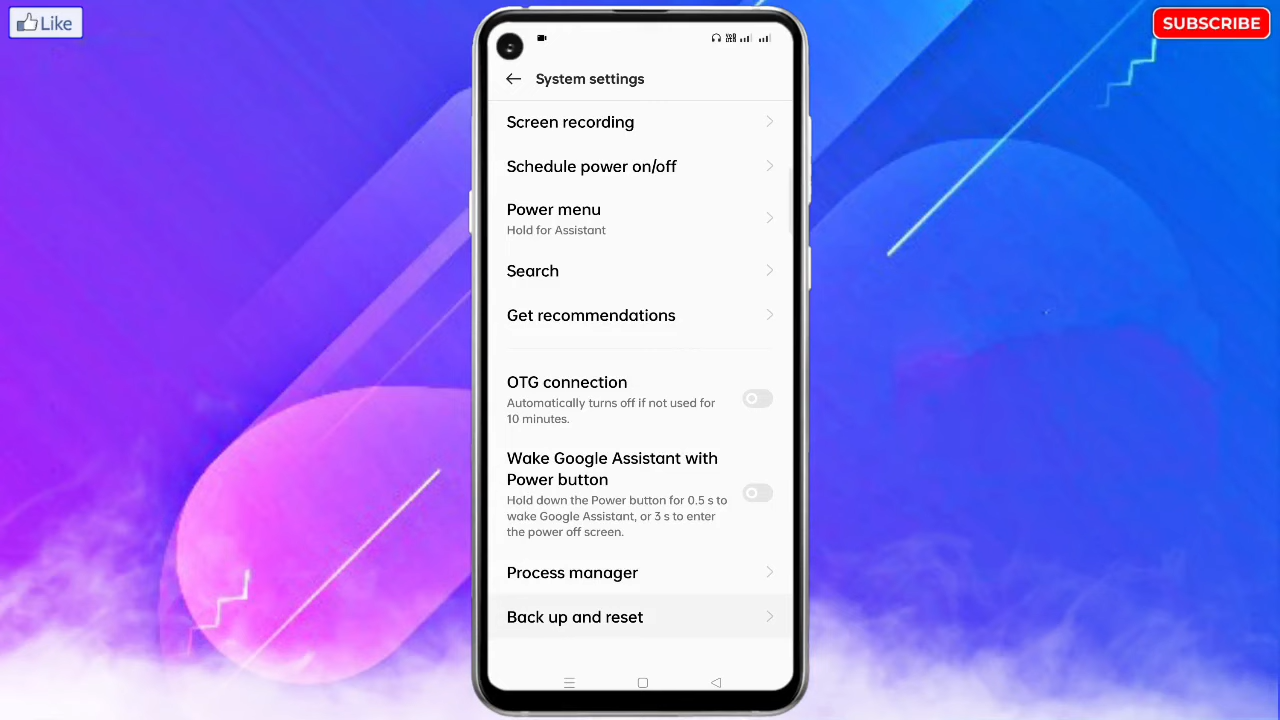 Like
SUBSCRIBE
System settings
Screen recording
Schedule power on/off
Power menu
Hold for Assistant
Search
Get recommendations
OTG connection
Automatically turns off if not used for
10 minutes.
Wake Google Assistant with
Power button
Hold down the Power button for 0.5 s to
wake Google Assistant, or 3 s to enter
the power off screen.
Process manager
Back up and reset